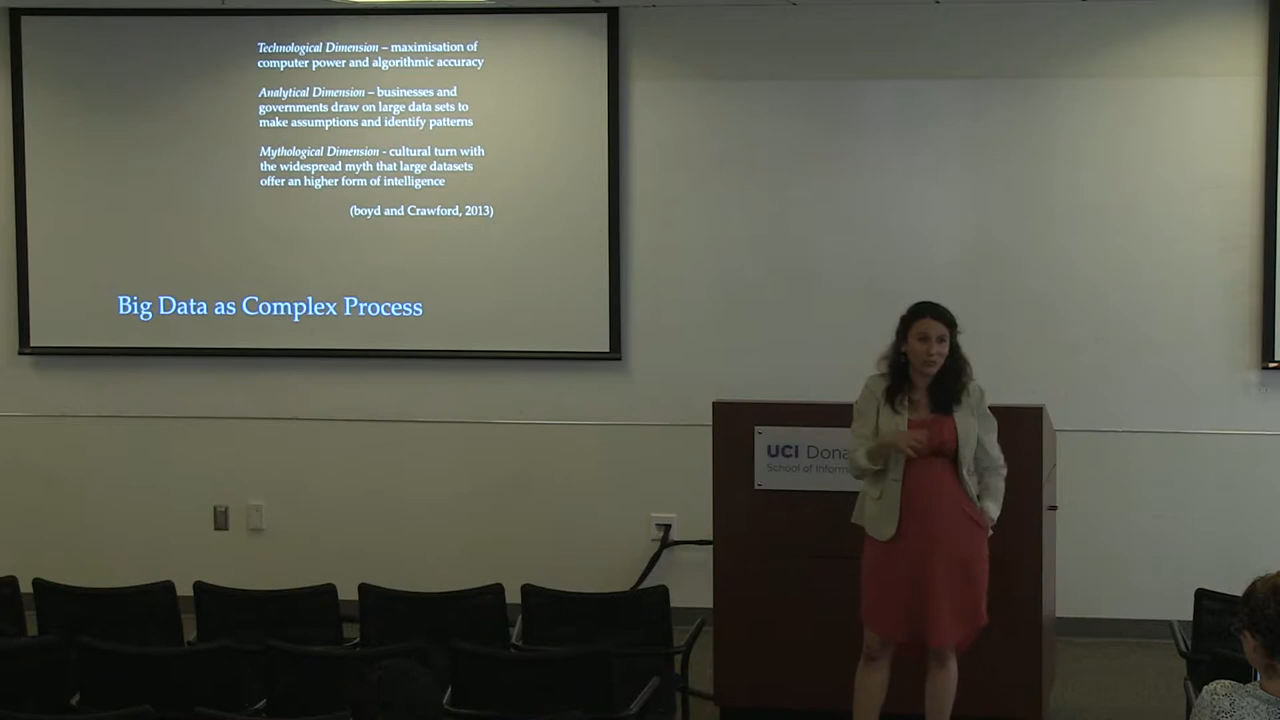 Technological Dimension – maximisation of
computer power and algorithmic accuracy
Analytical Dimension – businesses and
governments draw on large data sets to
make assumptions and identify patterns
Mythological Dimension - cultural turn with
the widespread myth that large datasets
offer an higher form of intelligence
(boyd and Crawford, 2013)
Big Data as Complex Process
UCI Dona
School of Inform